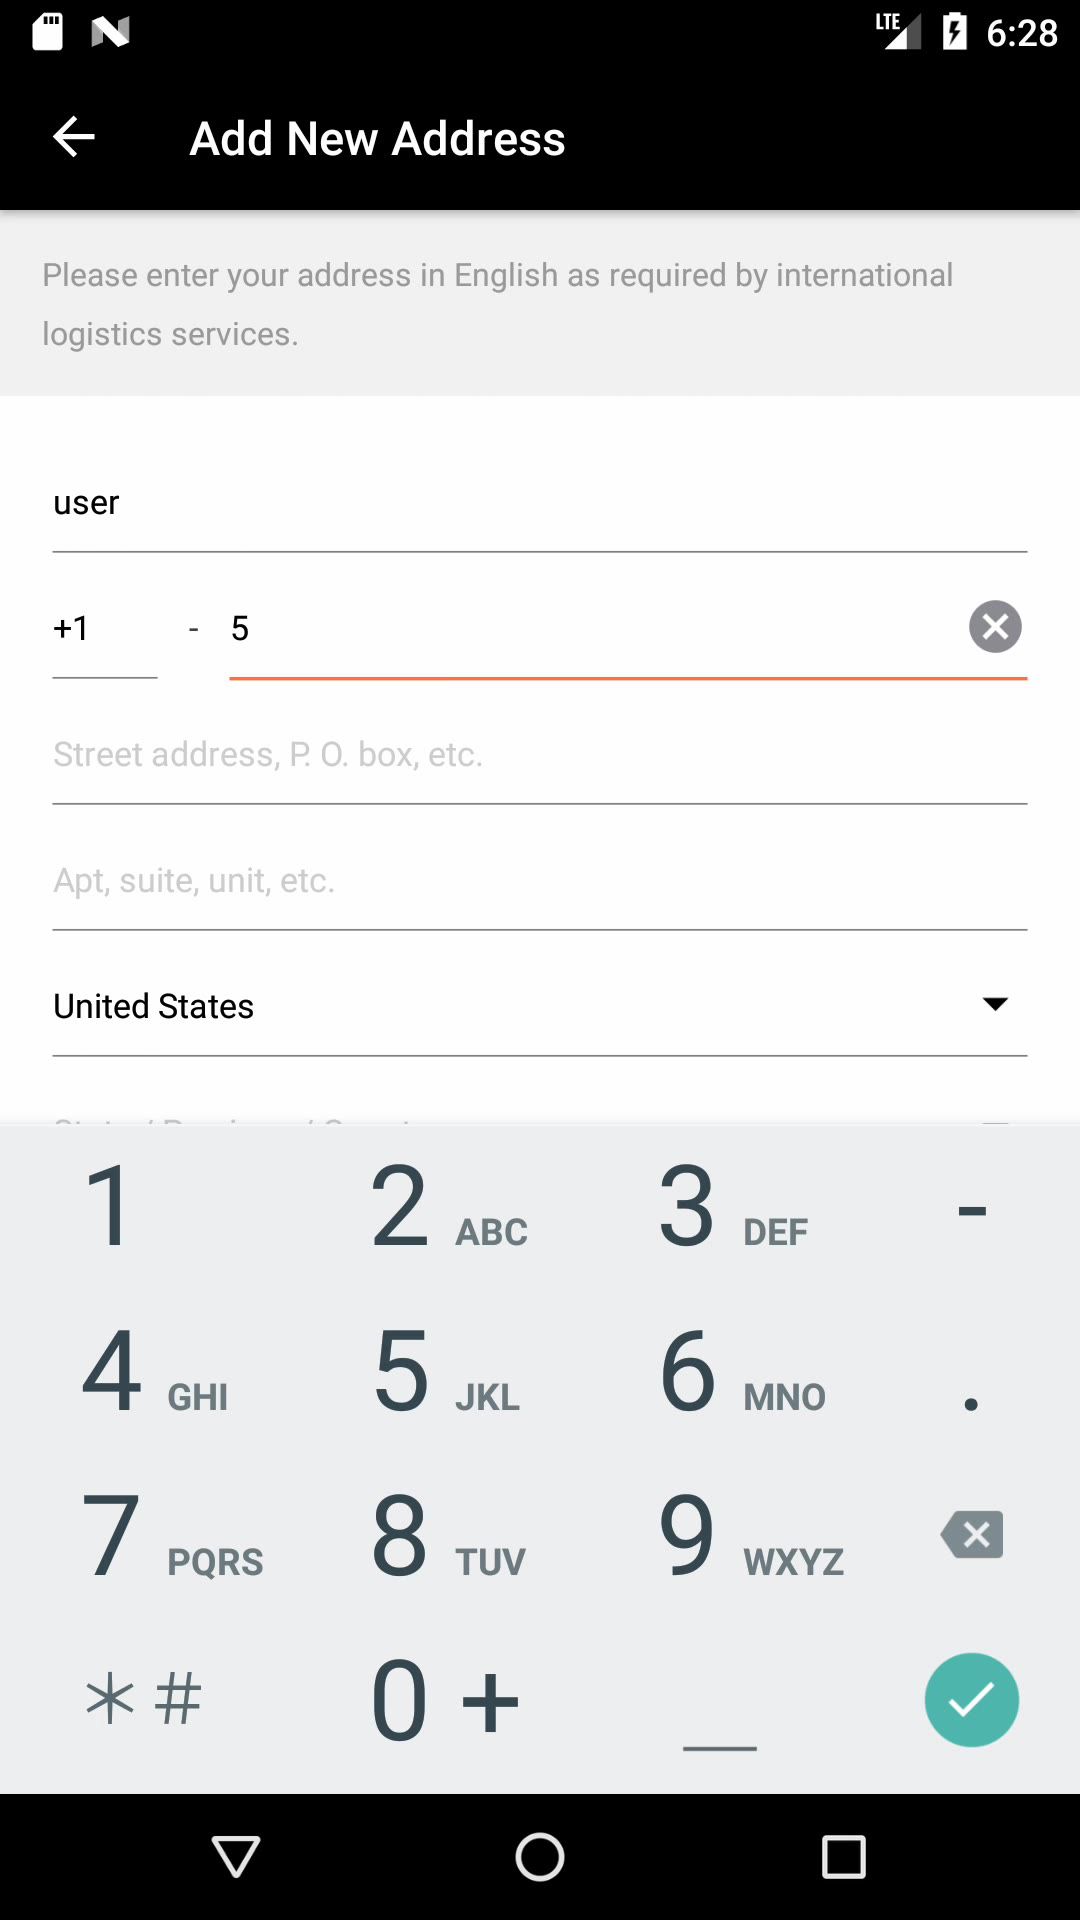 LTE 6:28
Add New Address
Please enter your address in English as required by international
logistics services.
user
+1 - 5
Street address, P. O. box, etc.
Apt, suite, unit, etc.
United States
1 2 ABC 3 DEF -
4 GHI 5 JKL 6 MNO .
7 PQRS 8 TUV 9 WXYZ
*# 0 + _